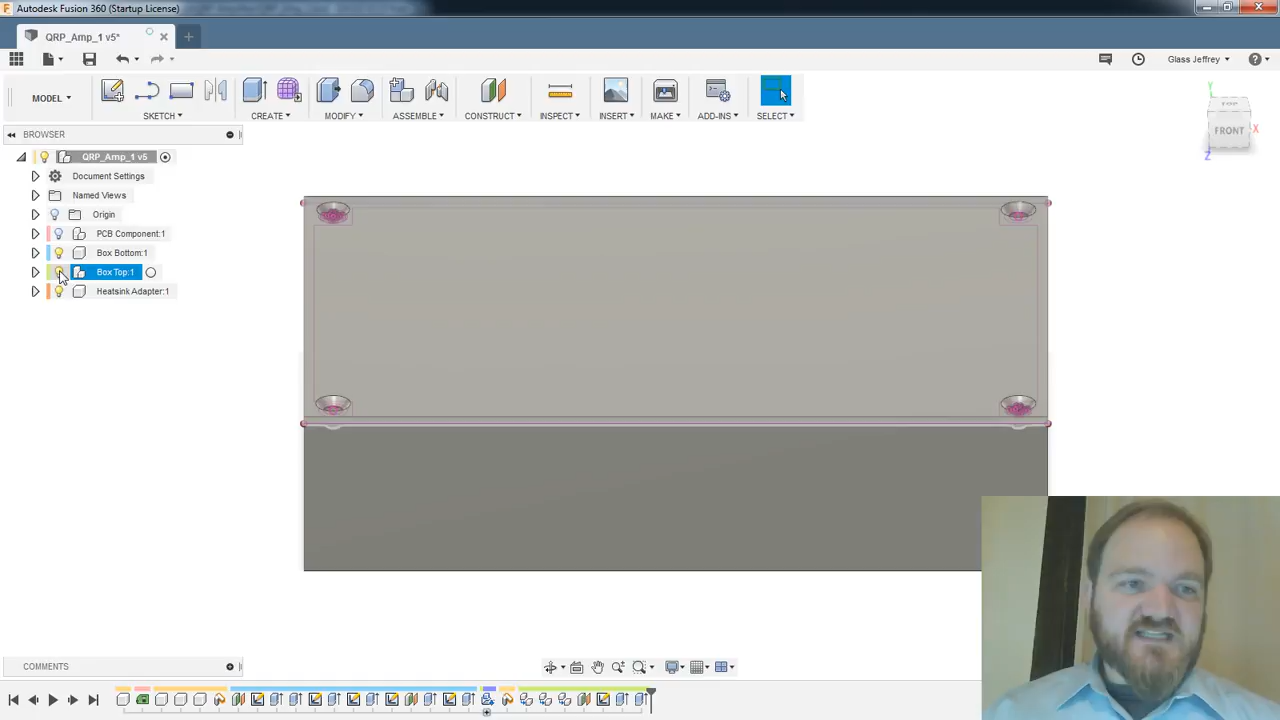 Autodesk Fusion 360 (Startup License)
QRP_Amp_1 v5*
Glass Jeffrey
MODEL
SKETCH
CREATE
MODIFY
ASSEMBLE
CONSTRUCT
INSPECT
INSERT
MAKE
ADD-INS
SELECT
Y
TOP
FRONT
X
Z
BROWSER
QRP_Amp_1 v5
Document Settings
Named Views
Origin
PCB Component:1
Box Bottom:1
Box Top:1
Heatsink Adapter:1
COMMENTS